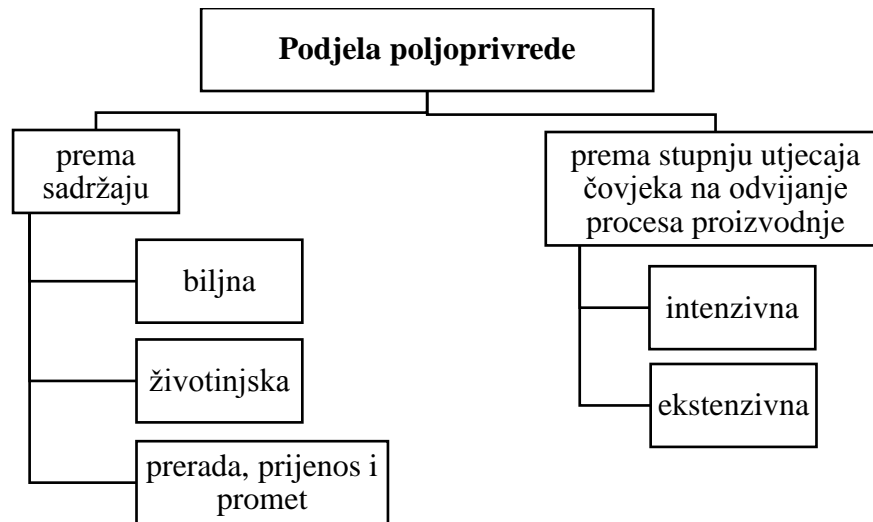 Podjela poljoprivrede
prema
sadržaju
biljna
životinjska
prerada, prijenos i
promet
prema stupnju utjecaja
čovjeka na odvijanje
procesa proizvodnje
intenzivna
ekstenzivna